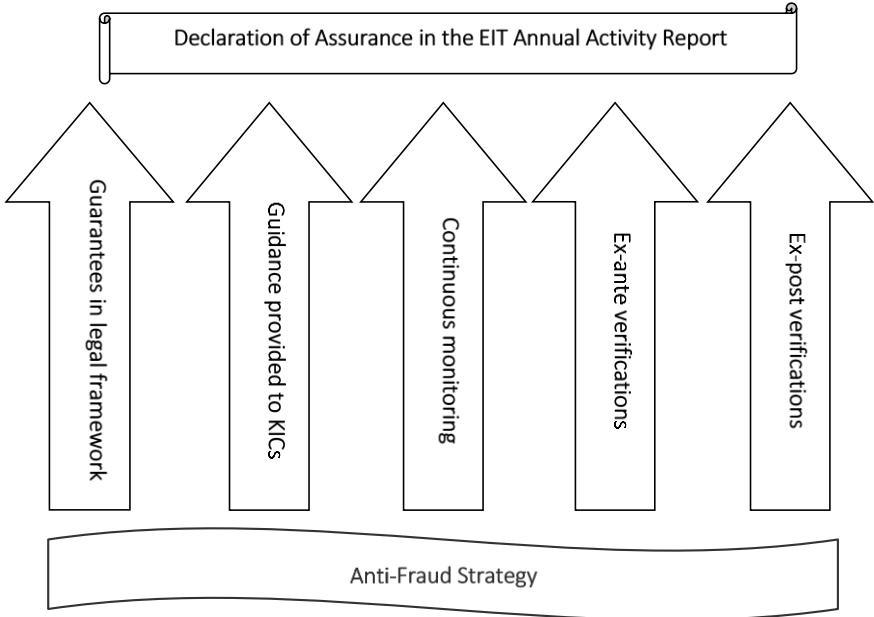 Declaration of Assurance in the EIT Annual Activity Report
Guarantees in legal framework
Guidance provided to KICs
Continuous monitoring
Ex-ante verifications
Ex-post verifications
Anti-Fraud Strategy